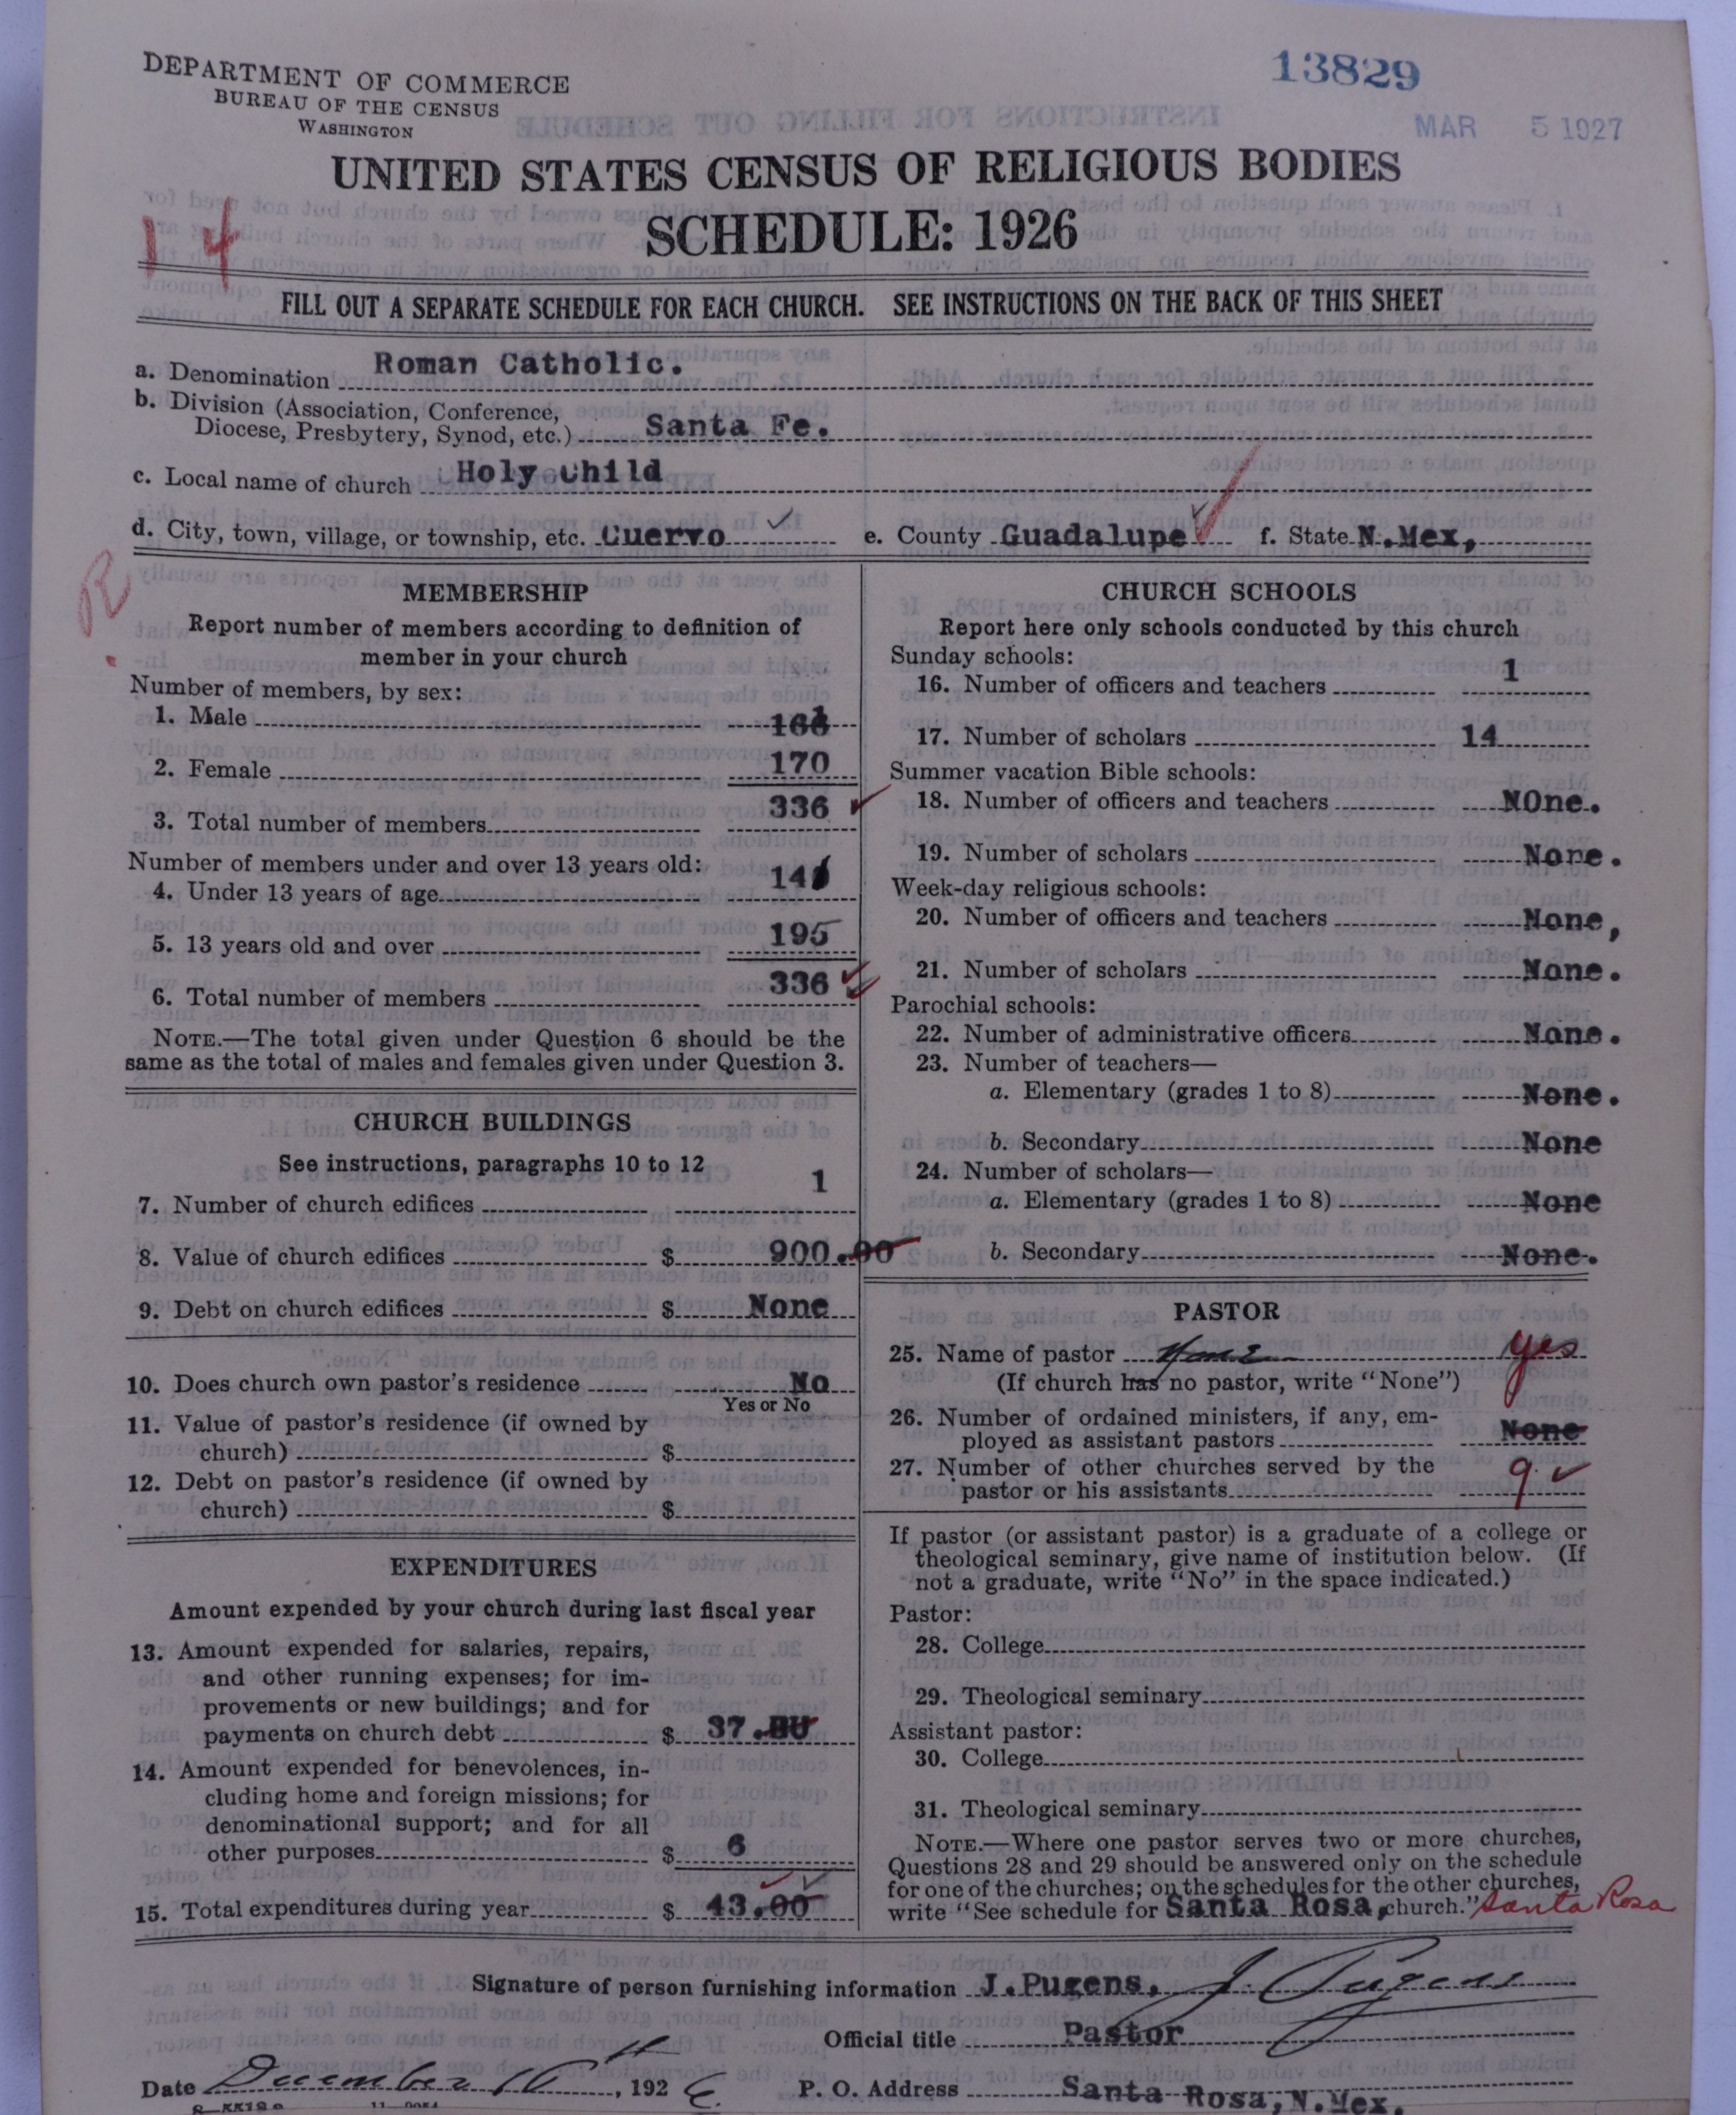 DEPARTMENT OF COMMERCE
BUREAU OF THE CENSUS
WASHINGTON
13829
MAR 5 1927
UNITED STATES CENSUS OF RELIGIOUS BODIES
SCHEDULE: 1926
14
FILL OUT A SEPARATE SCHEDULE FOR EACH CHURCH. SEE INSTRUCTIONS ON THE BACK OF THIS SHEET
a. Denomination Roman Catholic.
b. Division (Association, Conference,
Diocese, Presbytery, Synod, etc.) Santa Fe.
c. Local name of church Holy Child
d. City, town, village, or township, etc. Cuervo e. County Guadalupe f. State N.Mex,
R
MEMBERSHIP
Report number of members according to definition of
member in your church
Number of members, by sex:
1. Male
2. Female 170
3. Total number of members 336
Number of members under and over 13 years old:
4. Under 13 years of age 141
5. 13 years old and over 195
6. Total number of members 336
NOTE.—The total given under Question 6 should be the
same as the total of males and females given under Question 3.
CHURCH BUILDINGS
See instructions, paragraphs 10 to 12
7. Number of church edifices 1
8. Value of church edifices $ 900.00
9. Debt on church edifices $ None
10. Does church own pastor's residence No
Yes or No
11. Value of pastor's residence (if owned by
church) $
12. Debt on pastor's residence (if owned by
church) $
EXPENDITURES
Amount expended by your church during last fiscal year
13. Amount expended for salaries, repairs,
and other running expenses; for im-
provements or new buildings; and for
payments on church debt $ 37.
14. Amount expended for benevolences, in-
cluding home and foreign missions; for
denominational support; and for all
other purposes $ 6
15. Total expenditures during year $ 43.00
CHURCH SCHOOLS
Report here only schools conducted by this church
Sunday schools:
16. Number of officers and teachers 1
17. Number of scholars 14
Summer vacation Bible schools:
18. Number of officers and teachers NOne.
19. Number of scholars None.
Week-day religious schools:
20. Number of officers and teachers None,
21. Number of scholars None.
Parochial schools:
22. Number of administrative officers None.
23. Number of teachers—
a. Elementary (grades 1 to 8) None.
b. Secondary None
24. Number of scholars—
a. Elementary (grades 1 to 8) None
b. Secondary None.
PASTOR
25. Name of pastor None yes
(If church has no pastor, write "None")
26. Number of ordained ministers, if any, em-
ployed as assistant pastors None
27. Number of other churches served by the
pastor or his assistants 9
If pastor (or assistant pastor) is a graduate of a college or
theological seminary, give name of institution below. (If
not a graduate, write "No" in the space indicated.)
Pastor:
28. College
29. Theological seminary
Assistant pastor:
30. College
31. Theological seminary
NOTE.—Where one pastor serves two or more churches,
Questions 28 and 29 should be answered only on the schedule
for one of the churches; on the schedules for the other churches,
write "See schedule for Santa Rosa, church." Santa Rosa
Signature of person furnishing information J.Pugens. J. Pugens
Official title Pastor
Date December 16th, 1926 P. O. Address Santa Rosa, N.Mex.